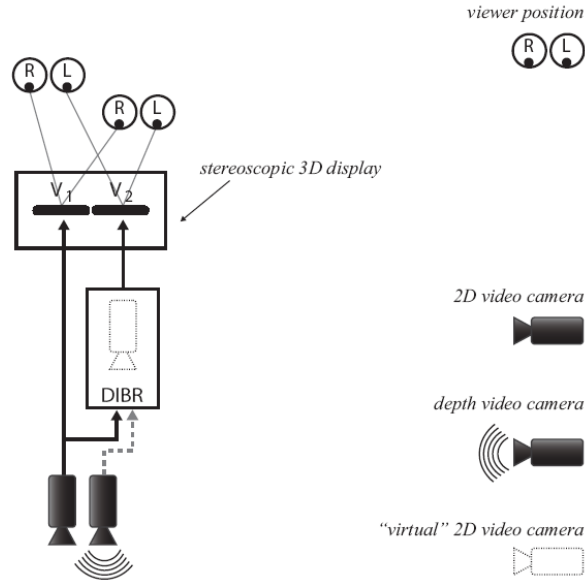 viewer position
R L
R L
R L
stereoscopic 3D display
V1 V2
2D video camera
DIBR
depth video camera
“virtual” 2D video camera